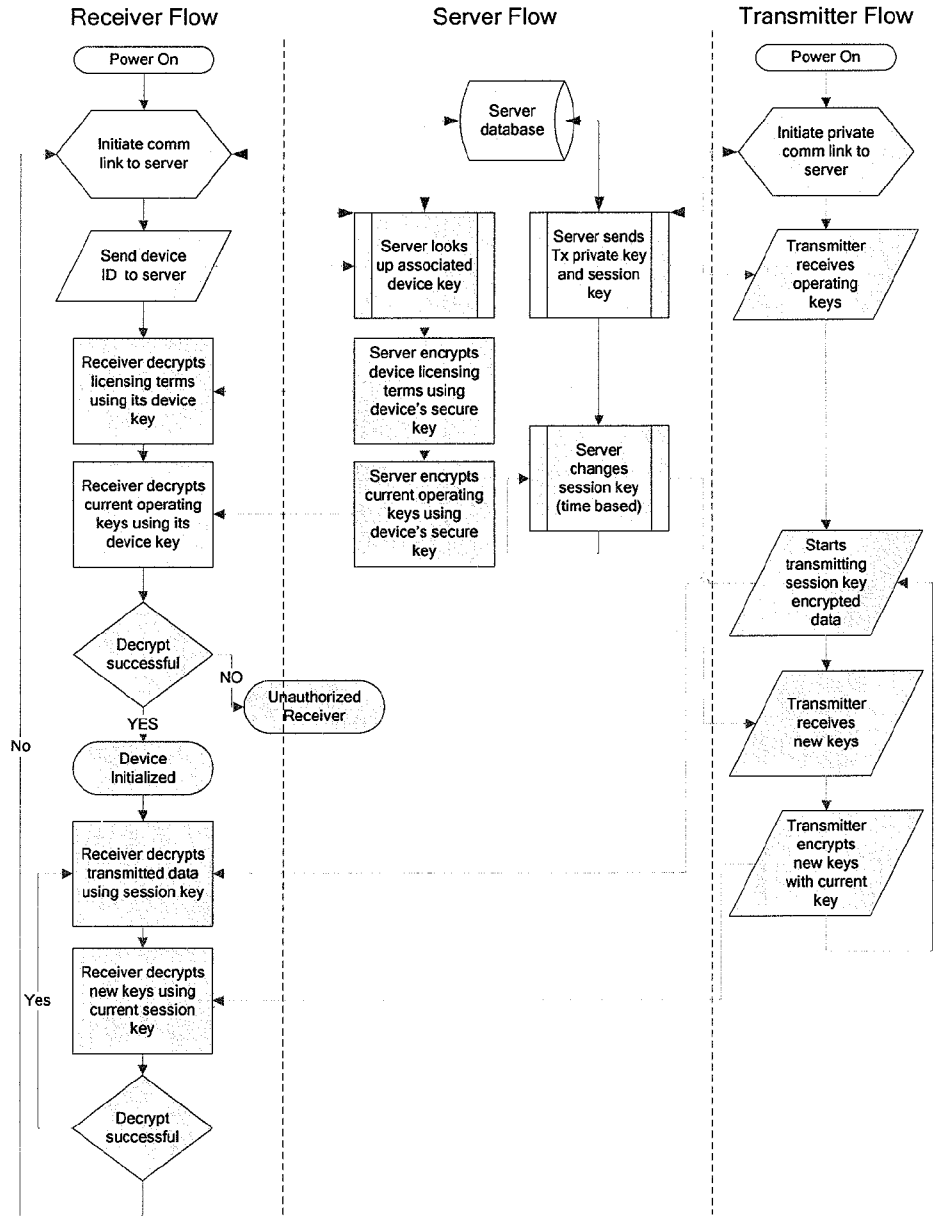 Receiver Flow
Server Flow
Transmitter Flow
Power On
Initiate comm
link to server
Send device
ID to server
Receiver decrypts
licensing terms
using its device
key
Receiver decrypts
current operating
keys using its
device key
Decrypt
successful
NO
Unauthorized
Receiver
YES
Device
Initialized
Receiver decrypts
transmitted data
using session key
Receiver decrypts
new keys using
current session
key
Decrypt
successful
Yes
No
Server
database
Server looks
up associated
device key
Server encrypts
device licensing
terms using
device's secure
key
Server encrypts
current operating
keys using
device's secure
key
Server sends
Tx private key
and session
key
Server
changes
session key
(time based)
Power On
Initiate private
comm link to
server
Transmitter
receives
operating
keys
Starts
transmitting
session key
encrypted
data
Transmitter
receives
new keys
Transmitter
encrypts
new keys
with current
key